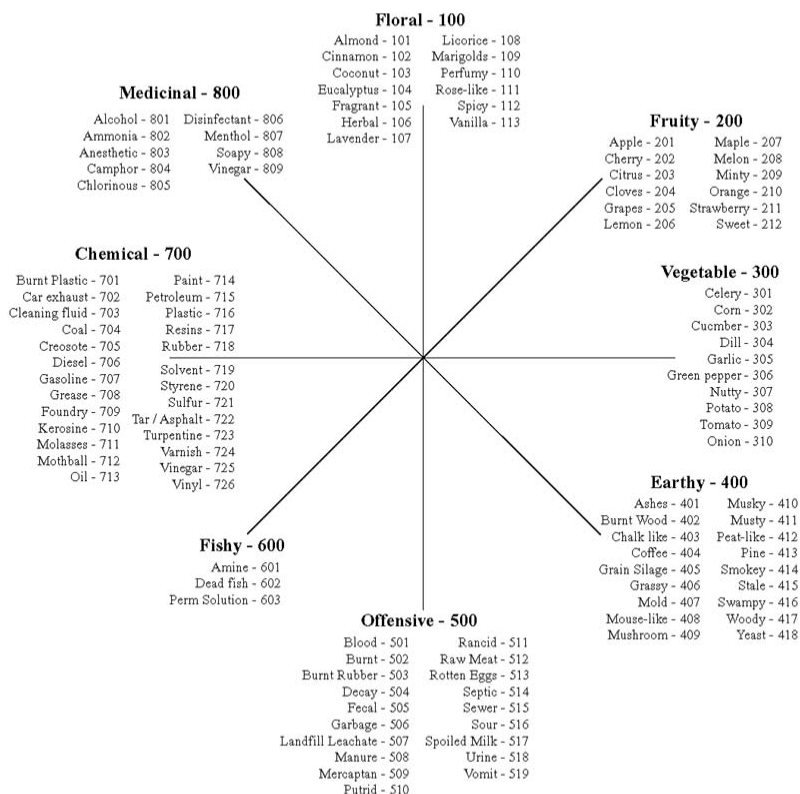 Floral - 100
Almond - 101
Cinnamon - 102
Coconut - 103
Eucalyptus - 104
Fragrant - 105
Herbal - 106
Lavender - 107
Licorice - 108
Marigolds - 109
Perfumy - 110
Rose-like - 111
Spicy - 112
Vanilla - 113
Fruity - 200
Apple - 201
Cherry - 202
Citrus - 203
Cloves - 204
Grapes - 205
Lemon - 206
Maple - 207
Melon - 208
Minty - 209
Orange - 210
Strawberry - 211
Sweet - 212
Vegetable - 300
Celery - 301
Corn - 302
Cucmber - 303
Dill - 304
Garlic - 305
Green pepper - 306
Nutty - 307
Potato - 308
Tomato - 309
Onion - 310
Earthy - 400
Ashes - 401
Burnt Wood - 402
Chalk like - 403
Coffee - 404
Grain Silage - 405
Grassy - 406
Mold - 407
Mouse-like - 408
Mushroom - 409
Musky - 410
Musty - 411
Peat-like - 412
Pine - 413
Smokey - 414
Stale - 415
Swampy - 416
Woody - 417
Yeast - 418
Offensive - 500
Blood - 501
Burnt - 502
Burnt Rubber - 503
Decay - 504
Fecal - 505
Garbage - 506
Landfill Leachate - 507
Manure - 508
Mercaptan - 509
Putrid - 510
Rancid - 511
Raw Meat - 512
Rotten Eggs - 513
Septic - 514
Sewer - 515
Sour - 516
Spoiled Milk - 517
Urine - 518
Vomit - 519
Fishy - 600
Amine - 601
Dead fish - 602
Perm Solution - 603
Chemical - 700
Burnt Plastic - 701
Car exhaust - 702
Cleaning fluid - 703
Coal - 704
Creosote - 705
Diesel - 706
Gasoline - 707
Grease - 708
Foundry - 709
Kerosine - 710
Molasses - 711
Mothball - 712
Oil - 713
Paint - 714
Petroleum - 715
Plastic - 716
Resins - 717
Rubber - 718
Solvent - 719
Styrene - 720
Sulfur - 721
Tar / Asphalt - 722
Turpentine - 723
Varnish - 724
Vinegar - 725
Vinyl - 726
Medicinal - 800
Alcohol - 801
Ammonia - 802
Anesthetic - 803
Camphor - 804
Chlorinous - 805
Disinfectant - 806
Menthol - 807
Soapy - 808
Vinegar - 809